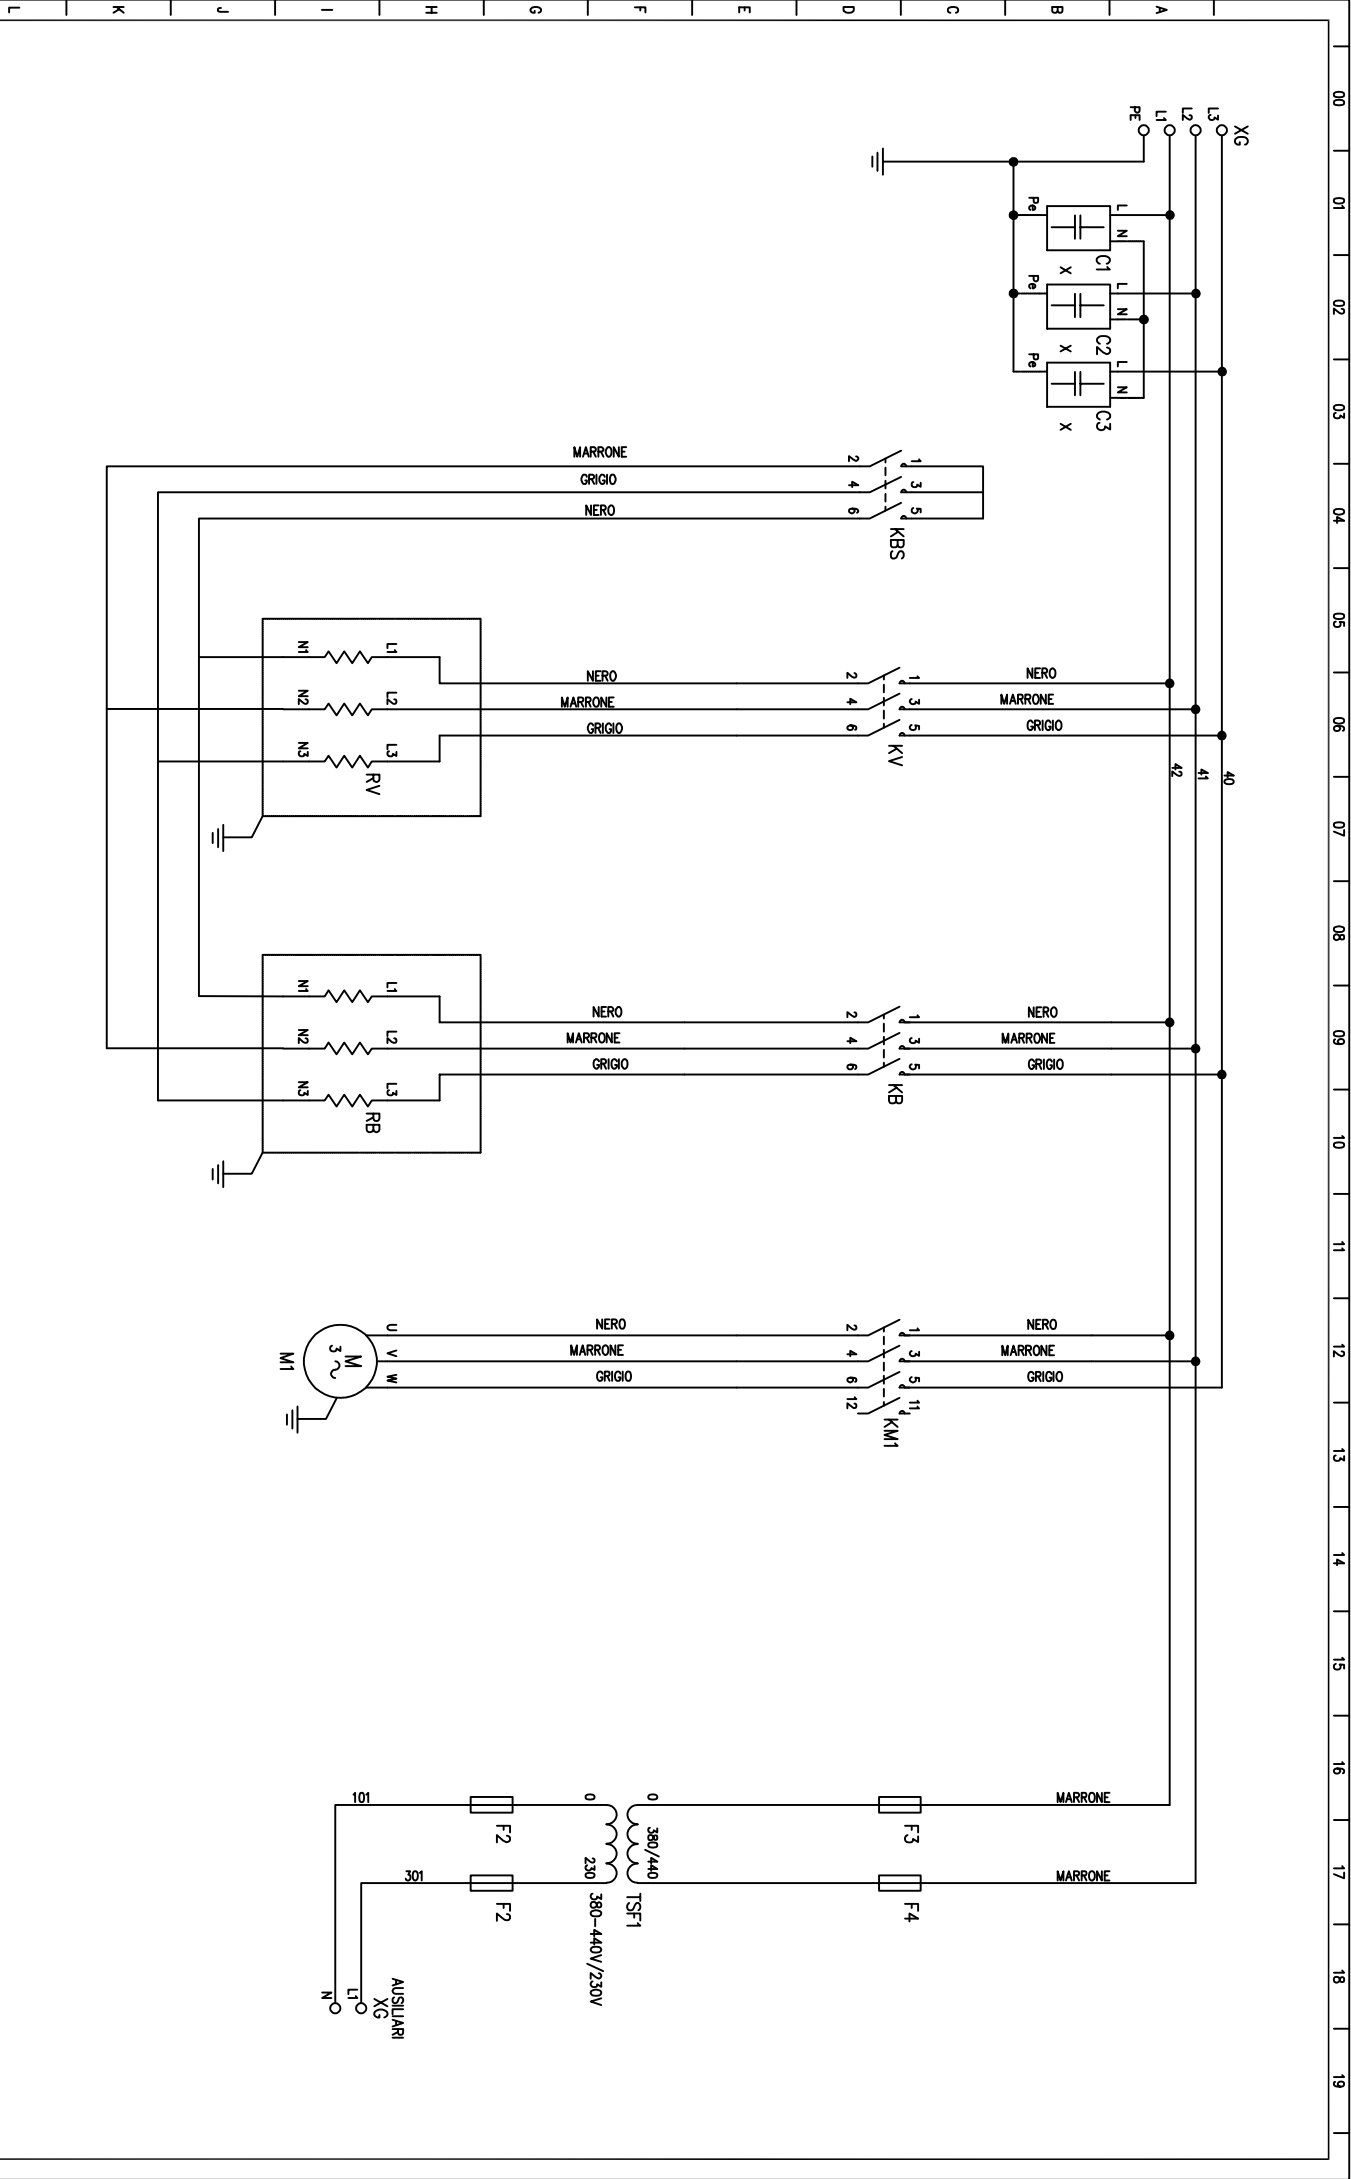 00 01 02 03 04 05 06 07 08 09 10 11 12 13 14 15 16 17 18 19
A
B
C
D
E
F
G
H
I
J
K
L
XG
L3
L2
L1
PE
40
41
42
L N
C1
Pe
X
L N
C2
Pe
X
L N
C3
Pe
X
1 3 5
KBS
2 4 6
MARRONE
GRIGIO
NERO
NERO
MARRONE
GRIGIO
1 3 5
KV
2 4 6
NERO
MARRONE
GRIGIO
L1 L2 L3
RV
N1 N2 N3
NERO
MARRONE
GRIGIO
1 3 5
KB
2 4 6
NERO
MARRONE
GRIGIO
L1 L2 L3
RB
N1 N2 N3
NERO
MARRONE
GRIGIO
1 3 5 11
KM1
2 4 6 12
NERO
MARRONE
GRIGIO
U V W
M
3
M1
MARRONE
MARRONE
F3
F4
0 380/440
TSF1
380-440V/230V
0 230
F2
F2
101
301
AUSILIARI
XG
L1
N